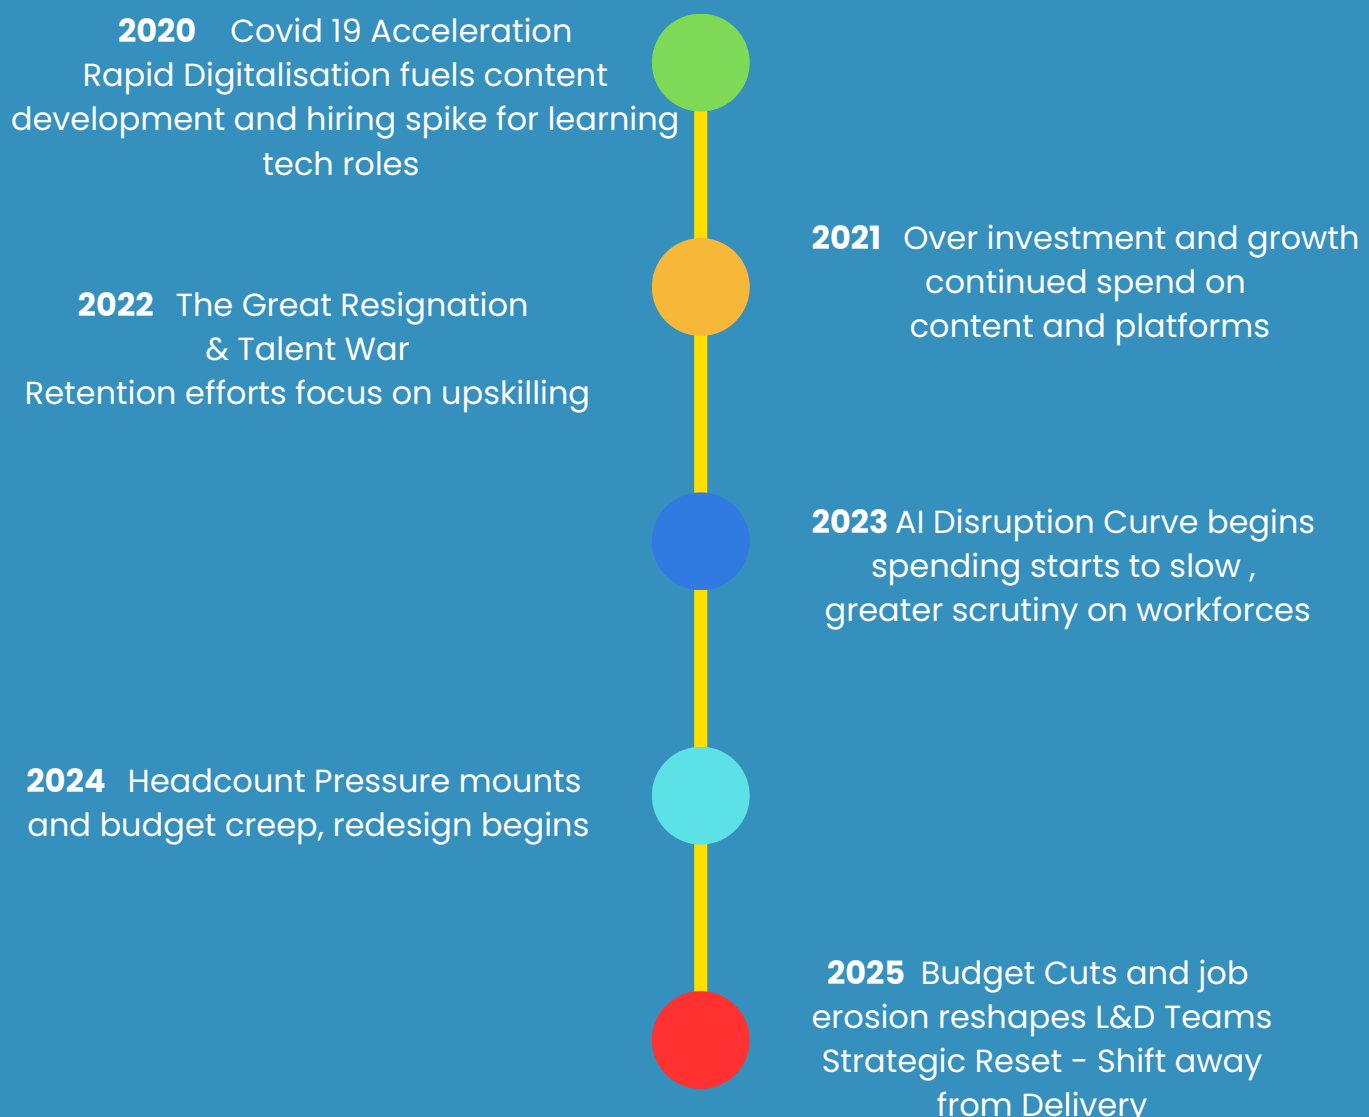 2020 Covid 19 Acceleration
Rapid Digitalisation fuels content
development and hiring spike for learning
tech roles
2021 Over investment and growth
continued spend on
content and platforms
2022 The Great Resignation
& Talent War
Retention efforts focus on upskilling
2023 AI Disruption Curve begins
spending starts to slow ,
greater scrutiny on workforces
2024 Headcount Pressure mounts
and budget creep, redesign begins
2025 Budget Cuts and job
erosion reshapes L&D Teams
Strategic Reset - Shift away
from Delivery